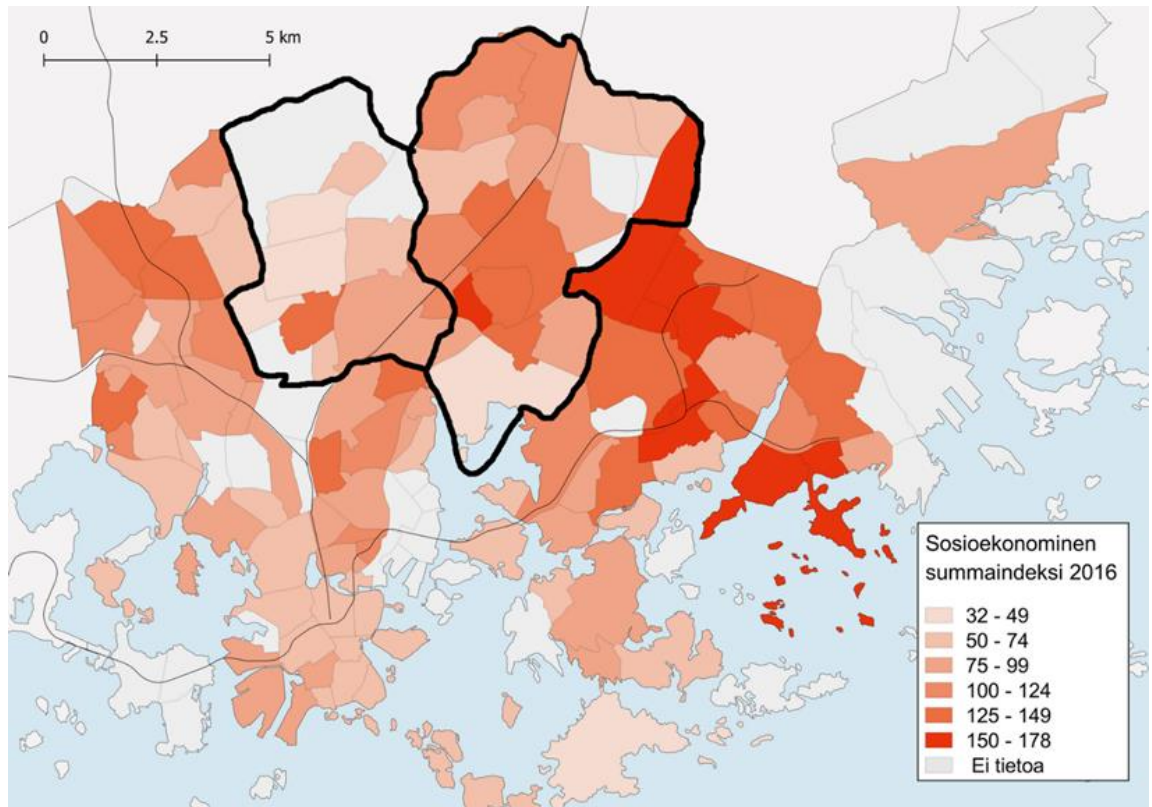 0 2.5 5 km
Sosioekonominen
summaindeksi 2016
32 - 49
50 - 74
75 - 99
100 - 124
125 - 149
150 - 178
Ei tietoa